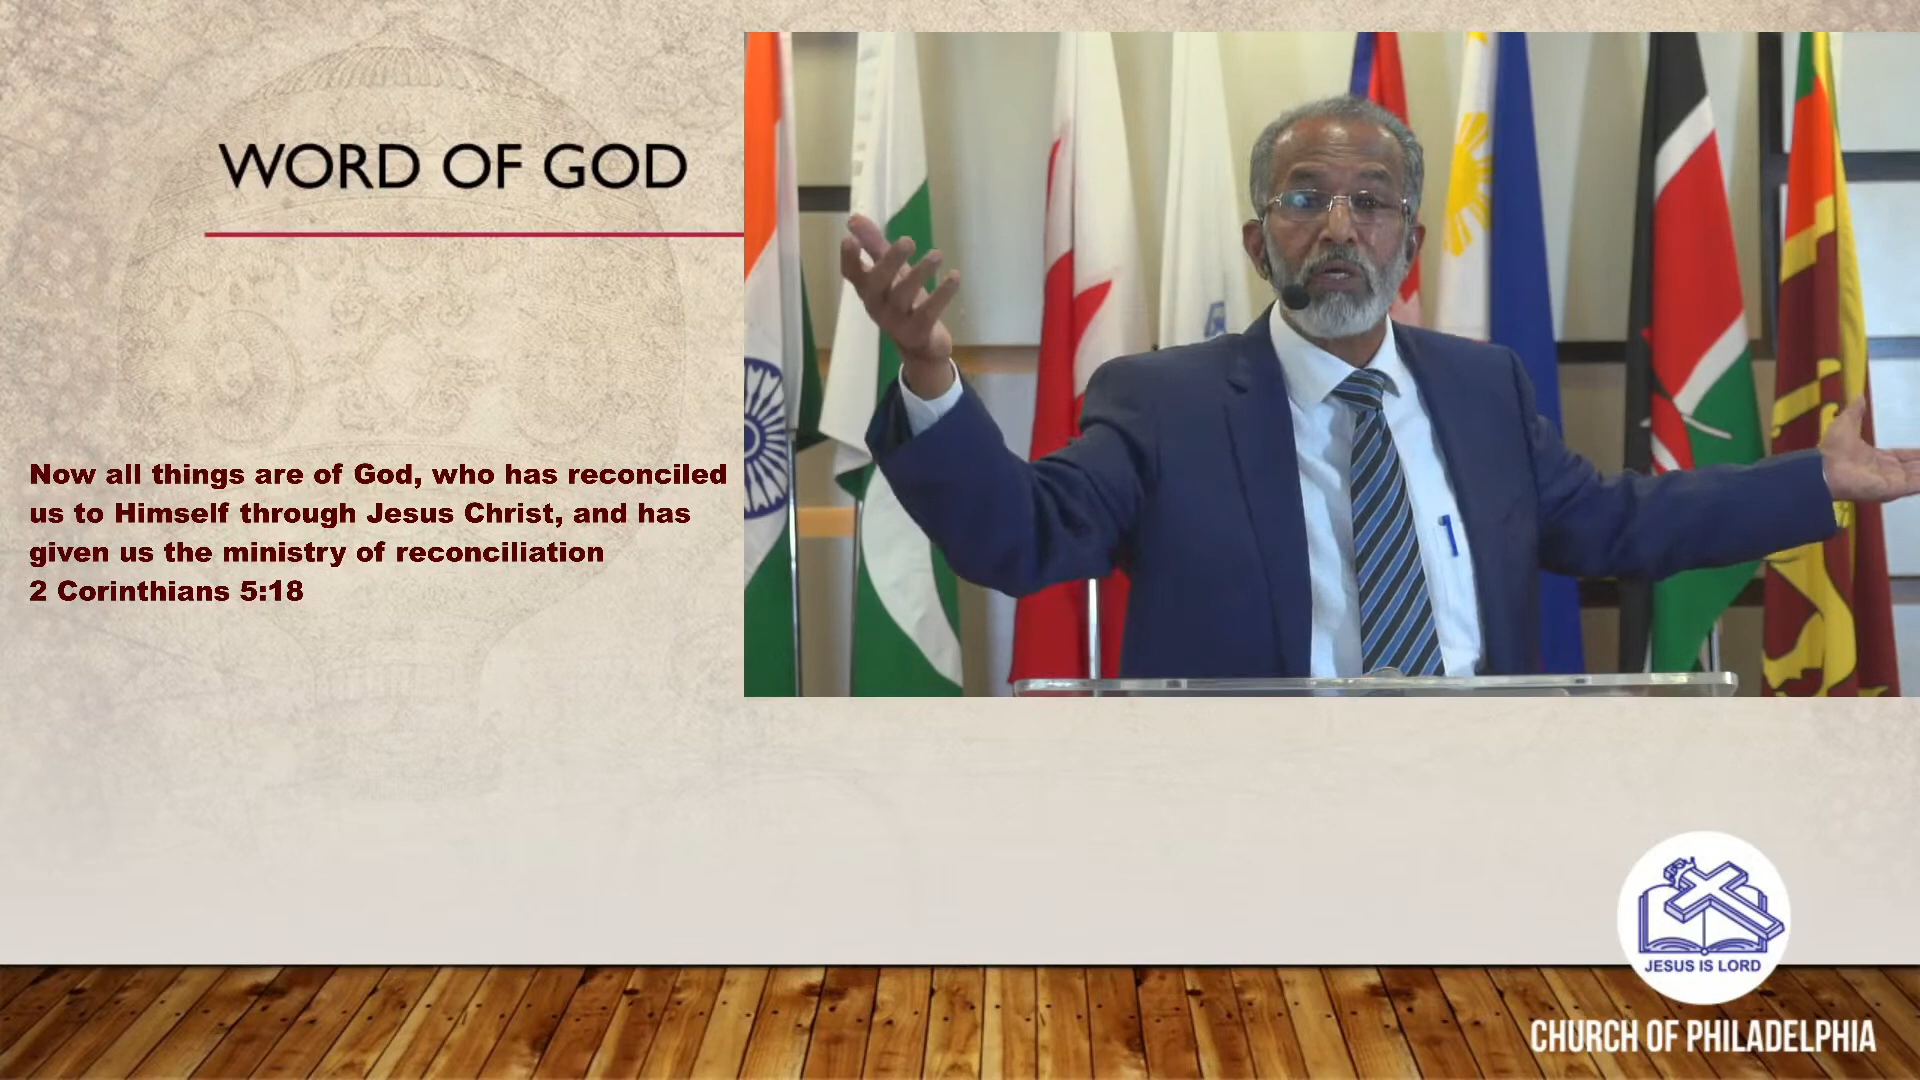 WORD OF GOD
Now all things are of God, who has reconciled
us to Himself through Jesus Christ, and has
given us the ministry of reconciliation
2 Corinthians 5:18
JESUS IS LORD
CHURCH OF PHILADELPHIA